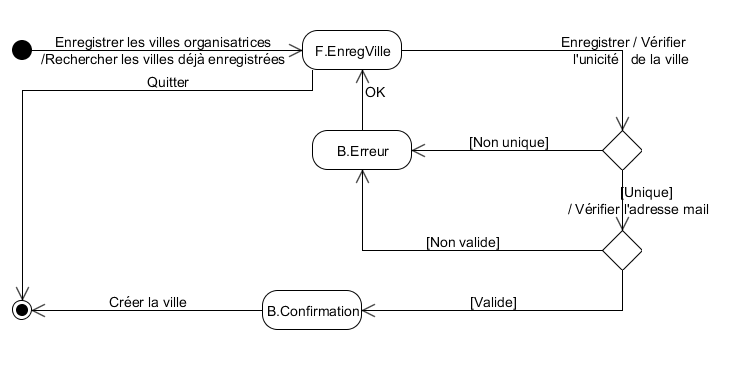 Enregistrer les villes organisatrices
/Rechercher les villes déjà enregistrées
F.EnregVille
Enregistrer / Vérifier
l'unicité de la ville
Quitter
OK
B.Erreur
[Non unique]
[Unique]
/ Vérifier l'adresse mail
[Non valide]
Créer la ville
B.Confirmation
[Valide]